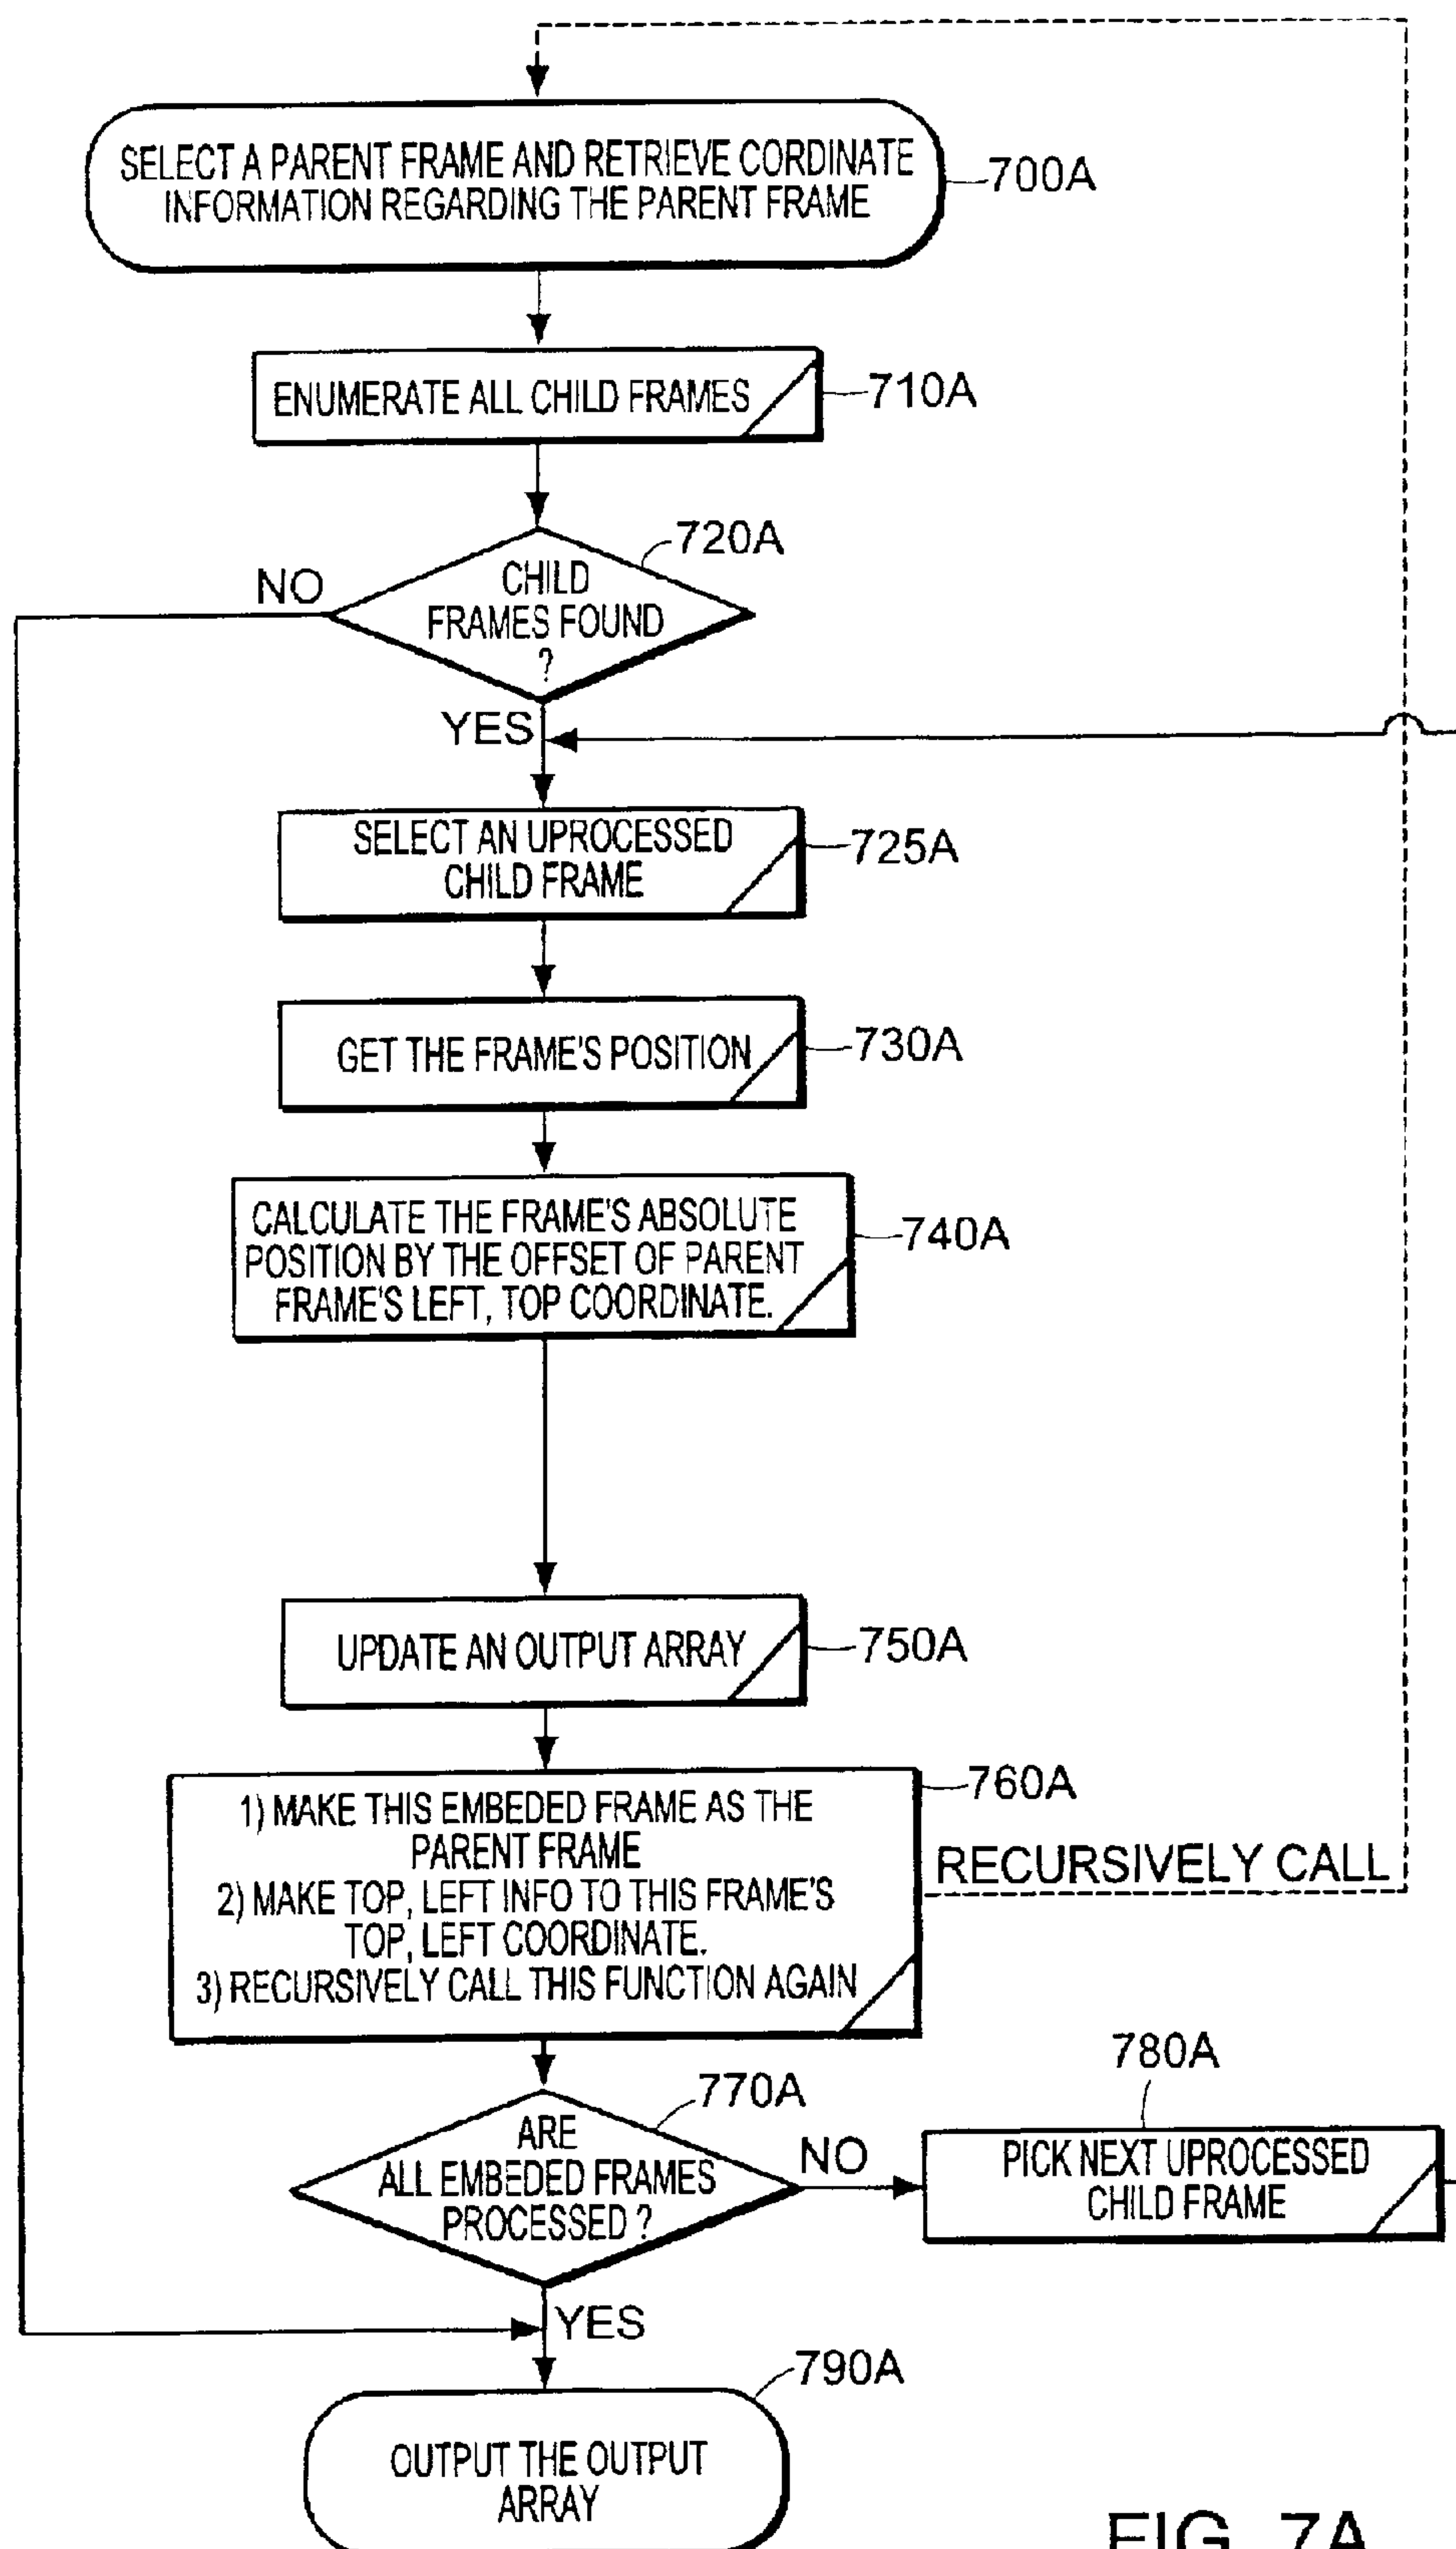 SELECT A PARENT FRAME AND RETRIEVE CORDINATE
INFORMATION REGARDING THE PARENT FRAME
700A
ENUMERATE ALL CHILD FRAMES
710A
720A
NO
CHILD
FRAMES FOUND
?
YES
SELECT AN UPROCESSED
CHILD FRAME
725A
GET THE FRAME'S POSITION
730A
CALCULATE THE FRAME'S ABSOLUTE
POSITION BY THE OFFSET OF PARENT
FRAME'S LEFT, TOP COORDINATE.
740A
UPDATE AN OUTPUT ARRAY
750A
760A
1) MAKE THIS EMBEDED FRAME AS THE
PARENT FRAME
2) MAKE TOP, LEFT INFO TO THIS FRAME'S
TOP, LEFT COORDINATE.
3) RECURSIVELY CALL THIS FUNCTION AGAIN
RECURSIVELY CALL
770A
ARE
ALL EMBEDED FRAMES
PROCESSED ?
NO
780A
PICK NEXT UPROCESSED
CHILD FRAME
YES
790A
OUTPUT THE OUTPUT
ARRAY
FIG. 7A